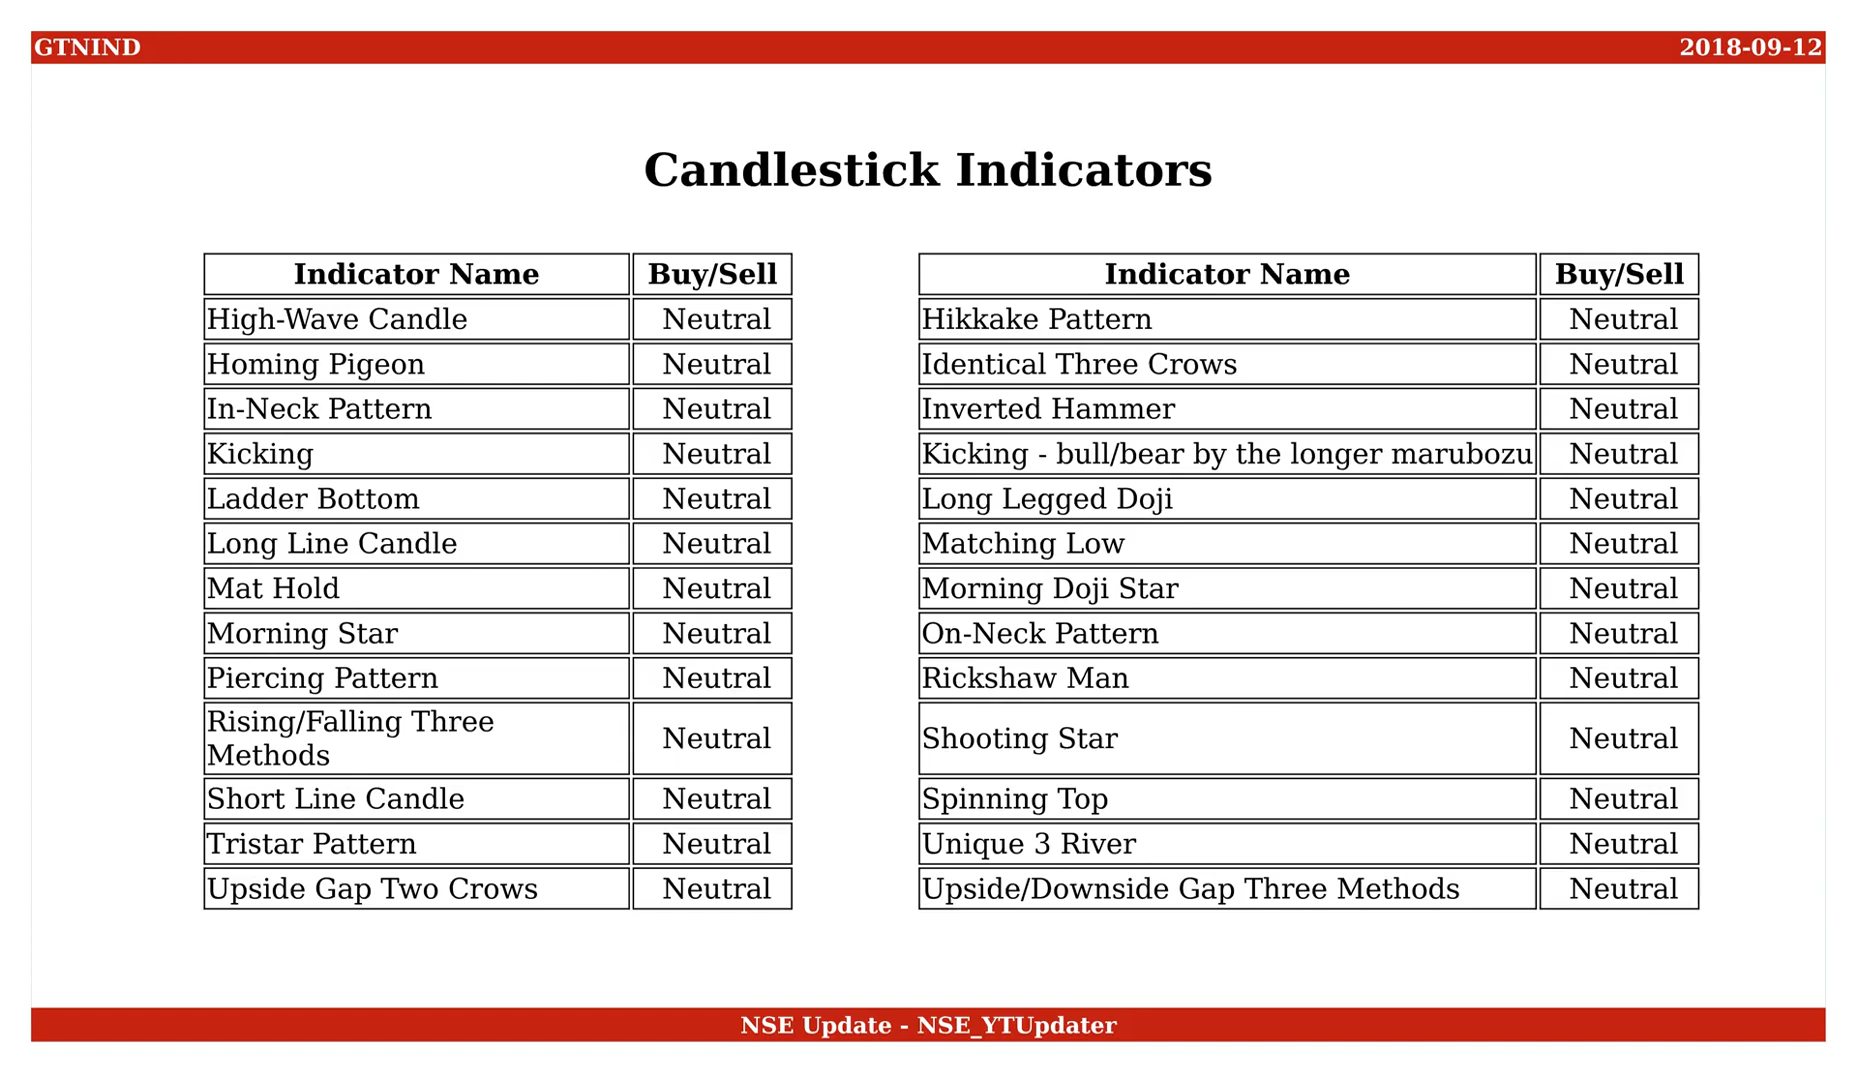 GTNIND 2018-09-12
Candlestick Indicators
Indicator Name Buy/Sell Indicator Name Buy/Sell
High-Wave Candle Neutral Hikkake Pattern Neutral
Homing Pigeon Neutral Identical Three Crows Neutral
In-Neck Pattern Neutral Inverted Hammer Neutral
Kicking Neutral Kicking - bull/bear by the longer marubozu Neutral
Ladder Bottom Neutral Long Legged Doji Neutral
Long Line Candle Neutral Matching Low Neutral
Mat Hold Neutral Morning Doji Star Neutral
Morning Star Neutral On-Neck Pattern Neutral
Piercing Pattern Neutral Rickshaw Man Neutral
Rising/Falling Three
Methods Neutral Shooting Star Neutral
Short Line Candle Neutral Spinning Top Neutral
Tristar Pattern Neutral Unique 3 River Neutral
Upside Gap Two Crows Neutral Upside/Downside Gap Three Methods Neutral
NSE Update - NSE_YTUpdater